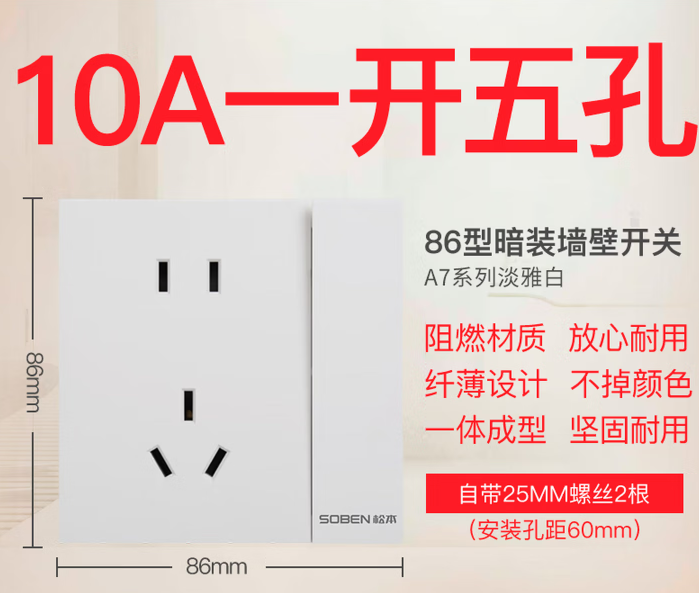 10A一开五孔
86型暗装墙壁开关
A7系列淡雅白
阻燃材质 放心耐用
纤薄设计 不掉颜色
一体成型 坚固耐用
自带25MM螺丝2根
（安装孔距60mm）
86mm
SOBEN 松本
86mm